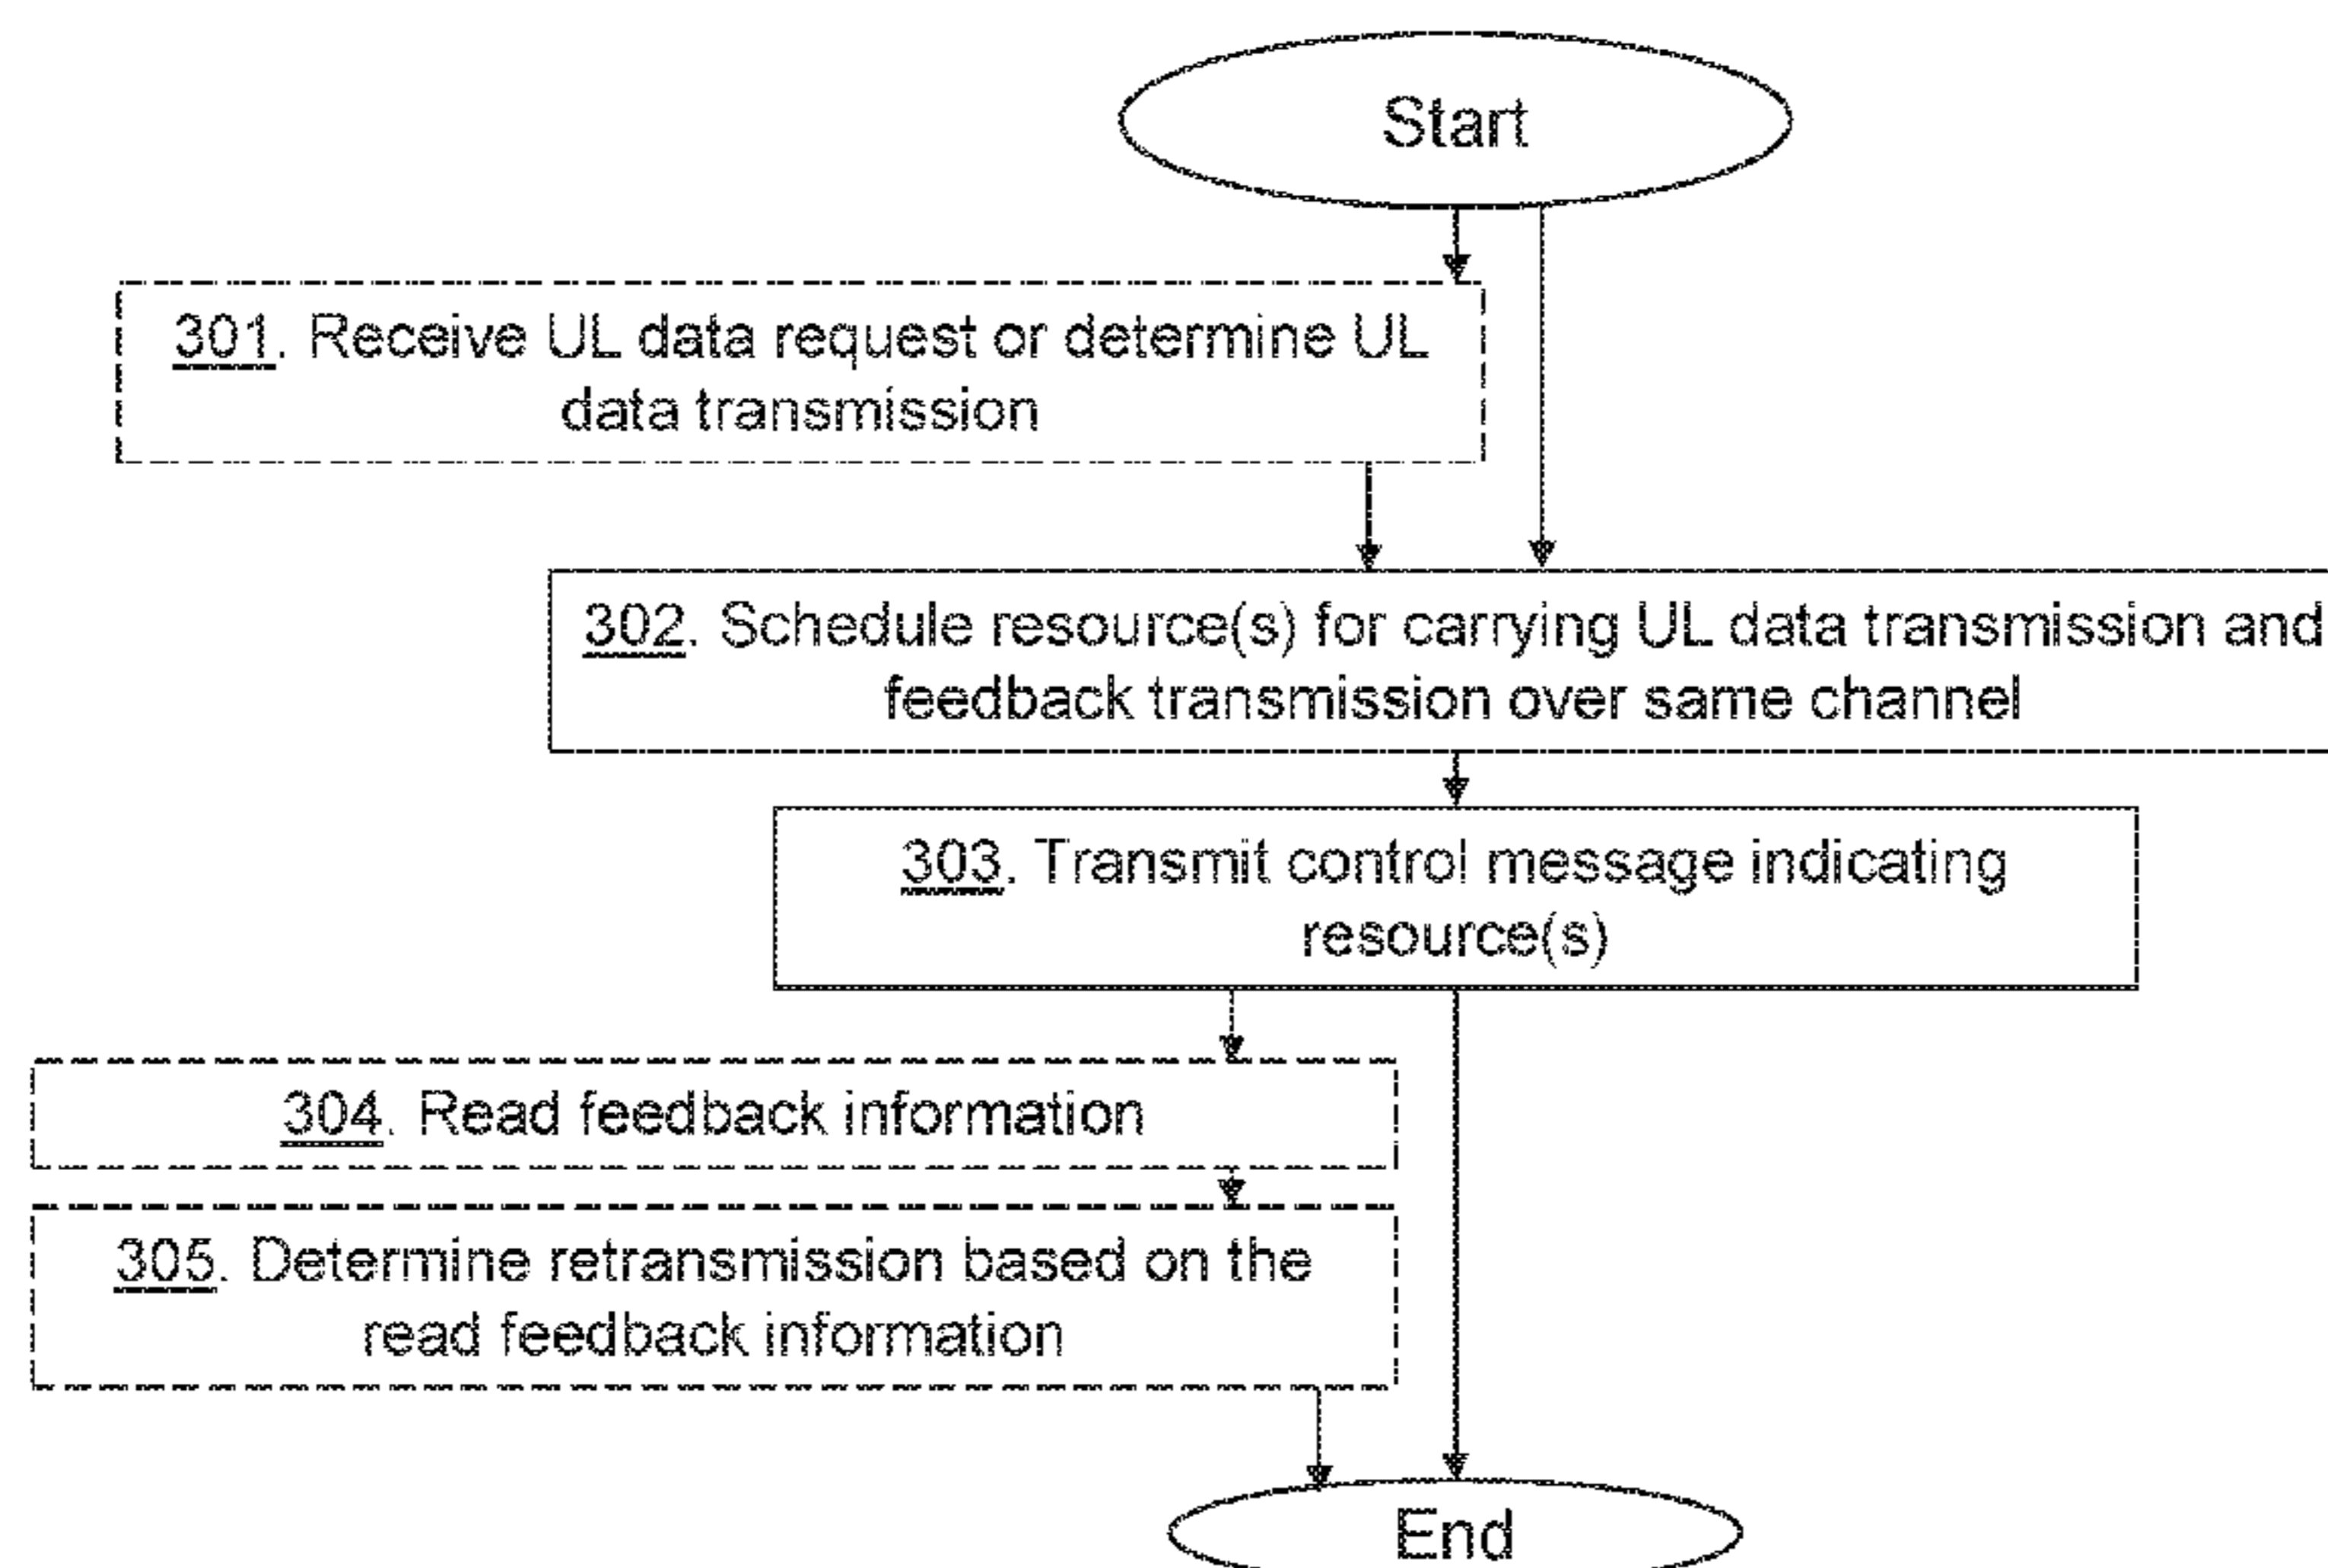 Start
301. Receive UL data request or determine UL
data transmission
302. Schedule resource(s) for carrying UL data transmission and
feedback transmission over same channel
303. Transmit control message indicating
resource(s)
304. Read feedback information
305. Determine retransmission based on the
read feedback information
End